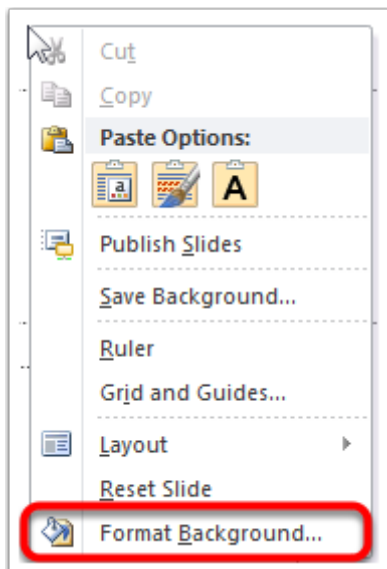 Cut
Copy
Paste Options:
a
A
Publish Slides
Save Background...
Ruler
Grid and Guides...
Layout
Reset Slide
Format Background...